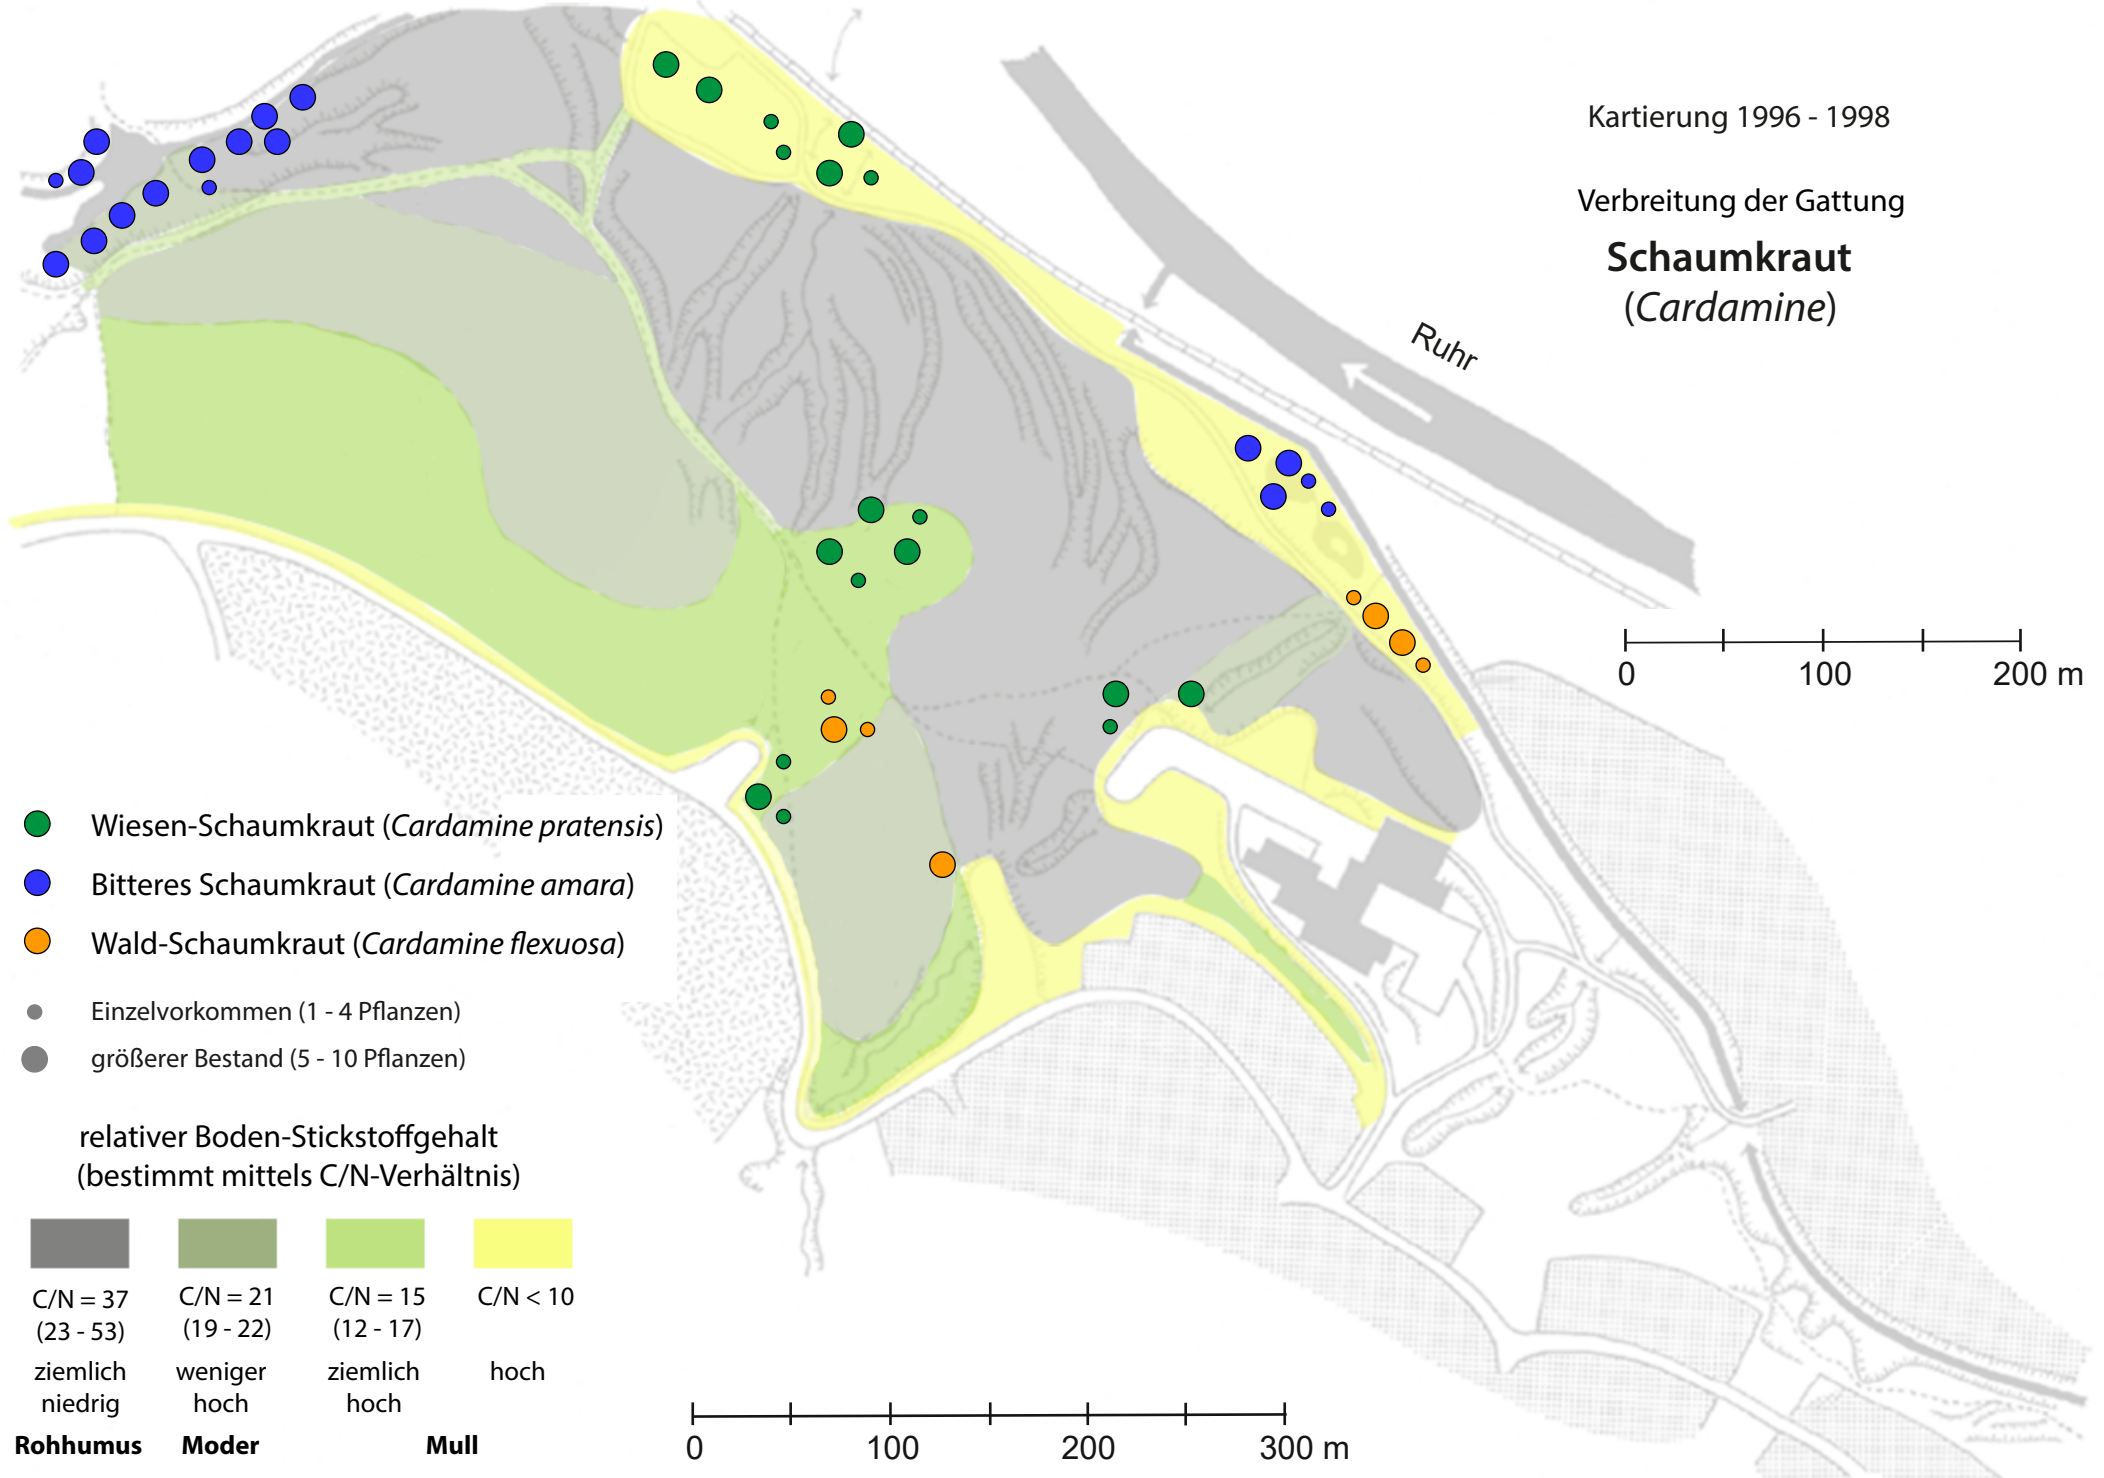 Kartierung 1996 - 1998
Verbreitung der Gattung
Schaumkraut
(Cardamine)
Ruhr
0 100 200 m
Wiesen-Schaumkraut (Cardamine pratensis)
Bitteres Schaumkraut (Cardamine amara)
Wald-Schaumkraut (Cardamine flexuosa)
Einzelvorkommen (1 - 4 Pflanzen)
größerer Bestand (5 - 10 Pflanzen)
relativer Boden-Stickstoffgehalt
(bestimmt mittels C/N-Verhältnis)
C/N = 37 C/N = 21 C/N = 15 C/N < 10
(23 - 53) (19 - 22) (12 - 17)
ziemlich weniger ziemlich hoch
niedrig hoch hoch
Rohhumus Moder Mull
0 100 200 300 m